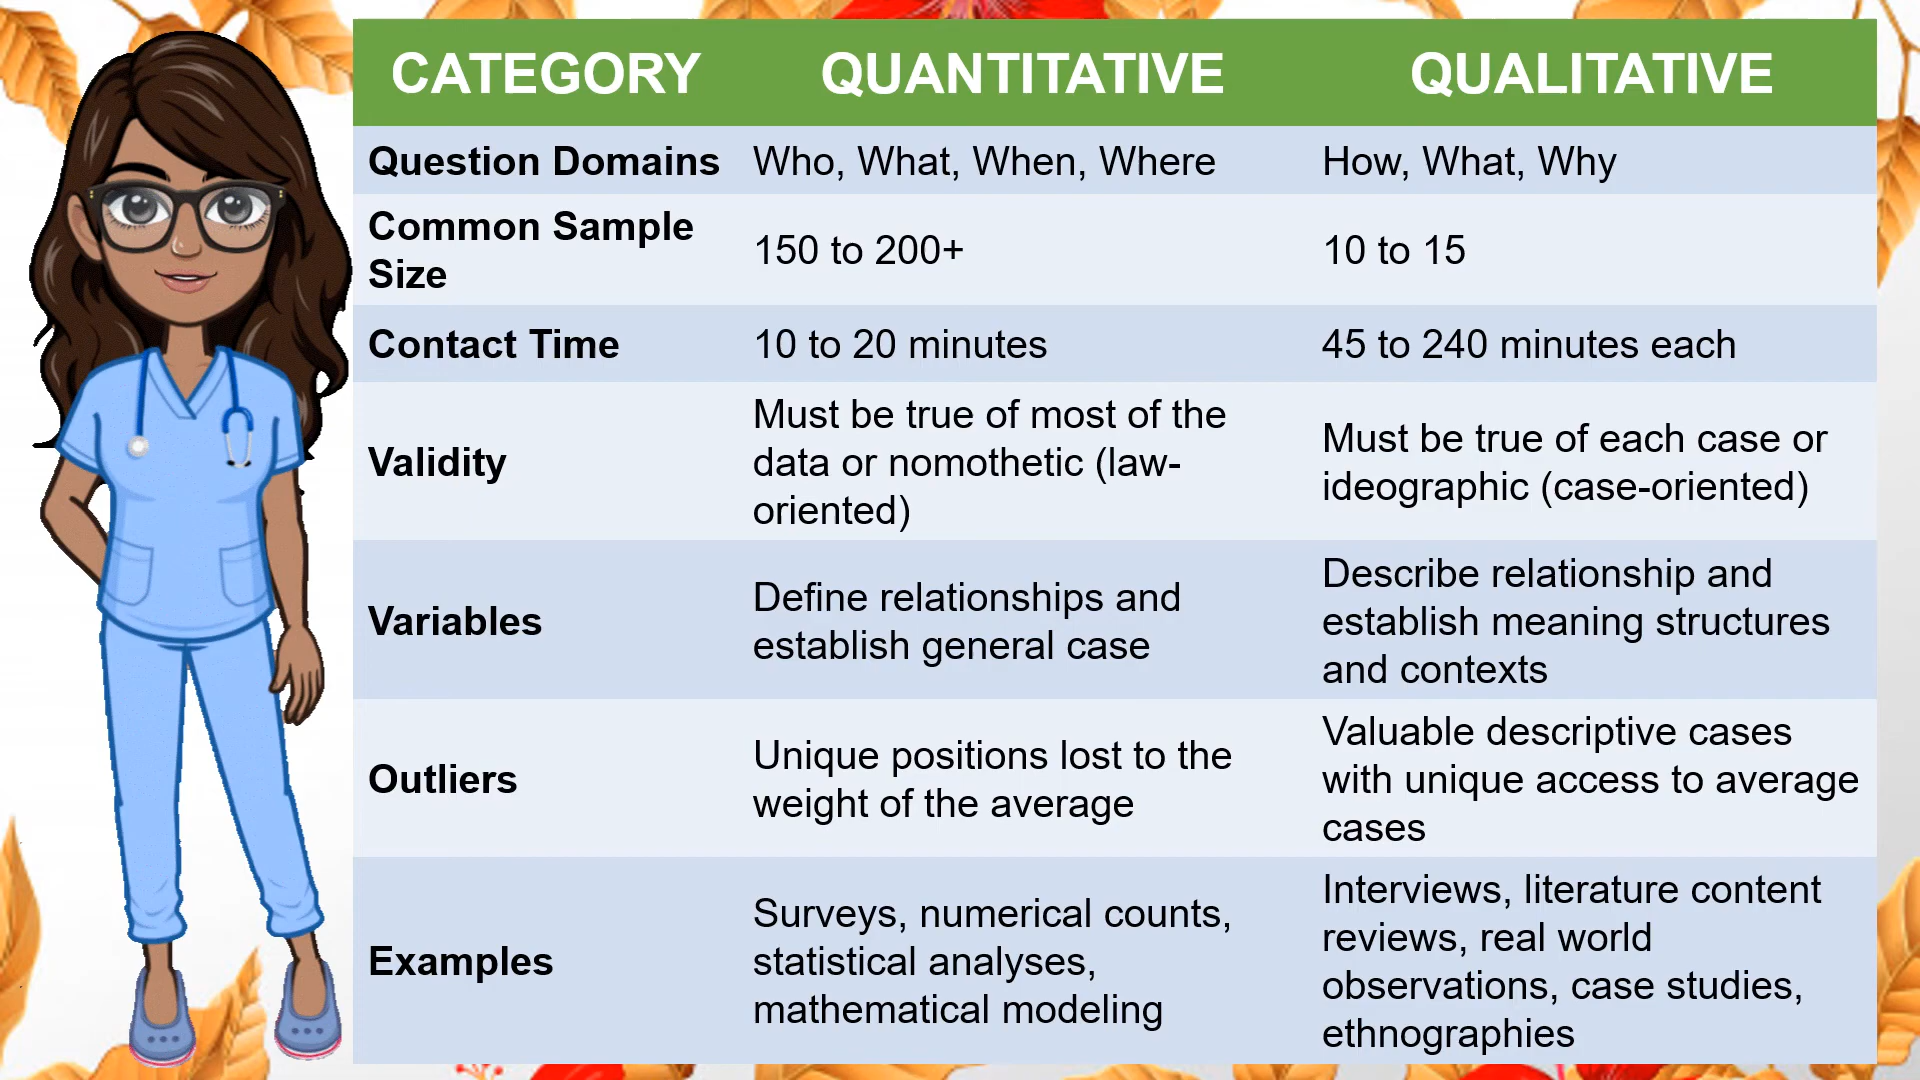 CATEGORY QUANTITATIVE QUALITATIVE
Question Domains Who, What, When, Where How, What, Why
Common Sample
Size
150 to 200+
10 to 15
Contact Time 10 to 20 minutes 45 to 240 minutes each
Validity
Must be true of most of the
data or nomothetic (law-
oriented)
Must be true of each case or
ideographic (case-oriented)
Variables
Define relationships and
establish general case
Describe relationship and
establish meaning structures
and contexts
Outliers
Unique positions lost to the
weight of the average
Valuable descriptive cases
with unique access to average
cases
Examples
Surveys, numerical counts,
statistical analyses,
mathematical modeling
Interviews, literature content
reviews, real world
observations, case studies,
ethnographies